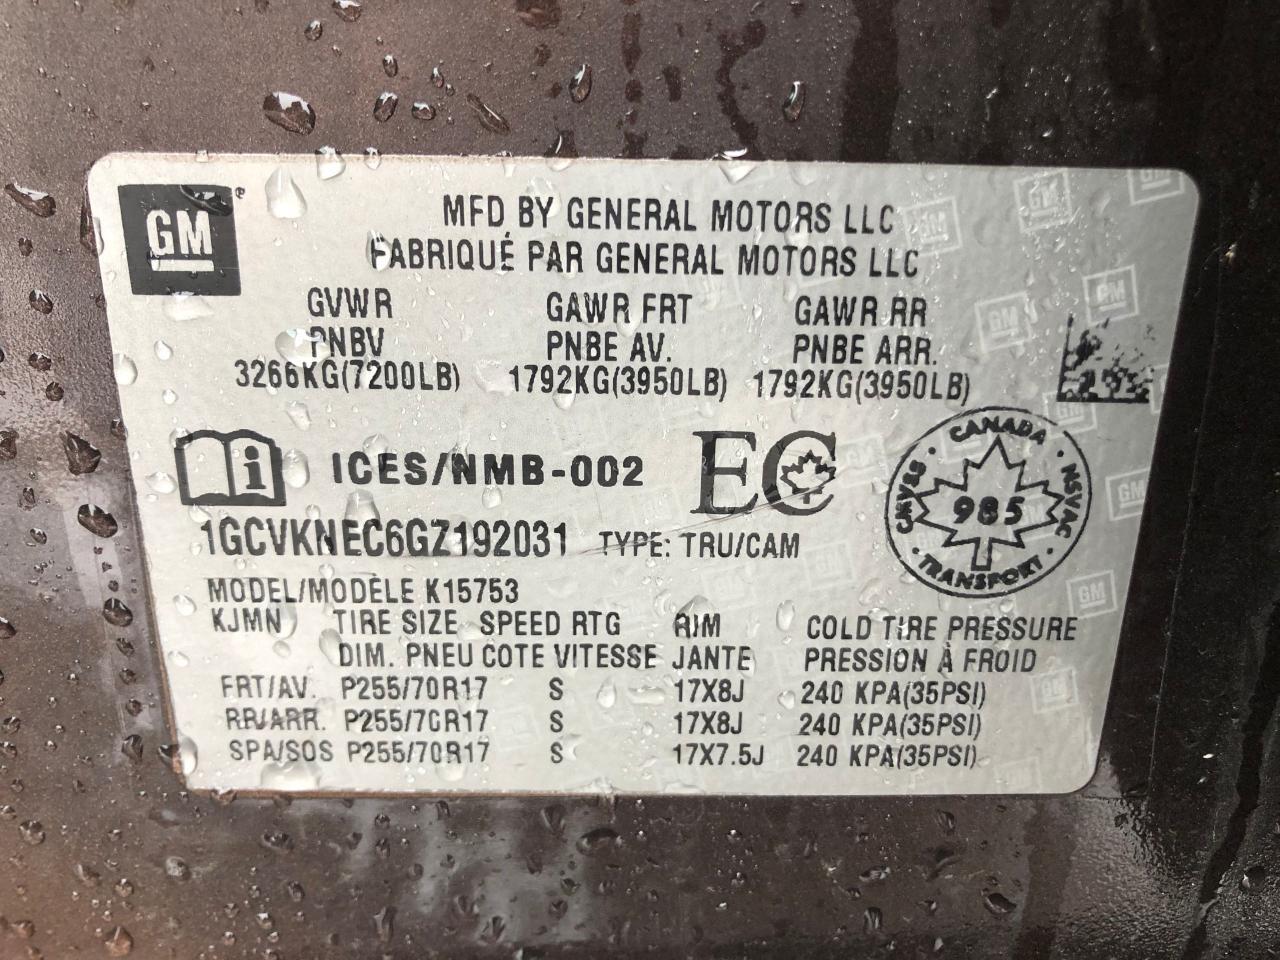 GM
MFD BY GENERAL MOTORS LLC
FABRIQUÉ PAR GENERAL MOTORS LLC
GVWR GAWR FRT GAWR RR
PNBV PNBE AV. PNBE ARR.
3266KG(7200LB) 1792KG(3950LB) 1792KG(3950LB)
i ICES/NMB-002 EC
CANADA
CMVSS NSVAC
985
TRANSPORT
1GCVKNEC6GZ192031 TYPE: TRU/CAM
MODEL/MODÈLE K15753
KJMN TIRE SIZE SPEED RTG RIM COLD TIRE PRESSURE
DIM. PNEU COTE VITESSE JANTE PRESSION À FROID
FRT/AV. P255/70R17 S 17X8J 240 KPA(35PSI)
RR/ARR. P255/70R17 S 17X8J 240 KPA(35PSI)
SPA/SOS P255/70R17 S 17X7.5J 240 KPA(35PSI)